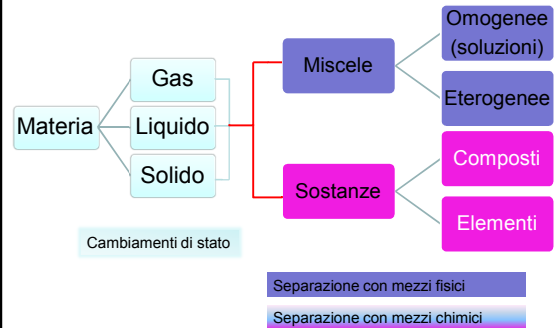 Materia
Gas
Liquido
Solido
Miscele
Omogenee
(soluzioni)
Eterogenee
Sostanze
Composti
Elementi
Cambiamenti di stato
Separazione con mezzi fisici
Separazione con mezzi chimici